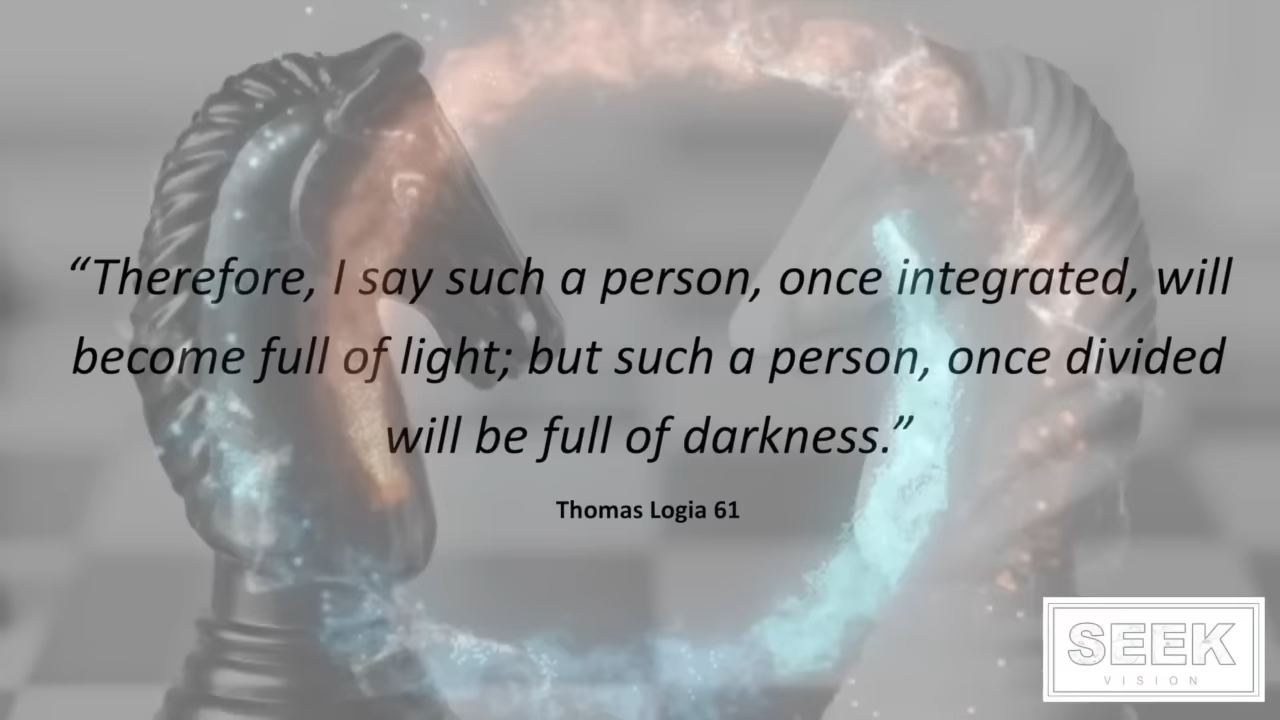 “Therefore, I say such a person, once integrated, will
become full of light; but such a person, once divided
will be full of darkness.”
Thomas Logia 61
SEEK
VISION